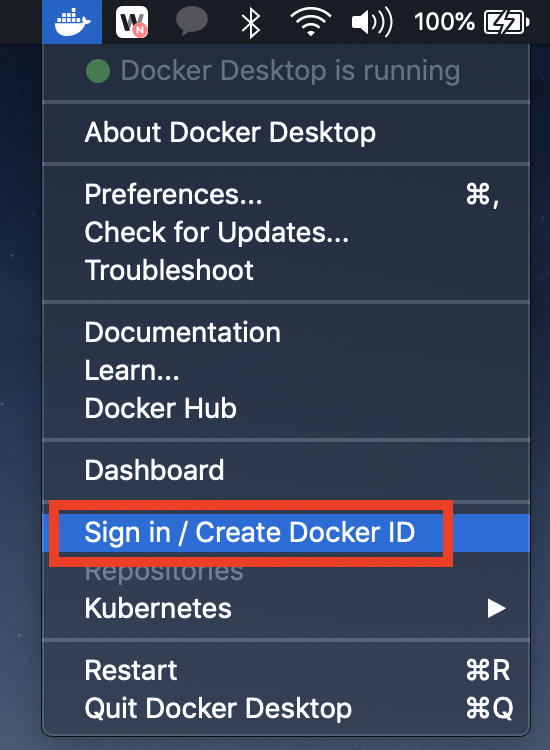 W N 100%
Docker Desktop is running
About Docker Desktop
Preferences... ⌘,
Check for Updates...
Troubleshoot
Documentation
Learn...
Docker Hub
Dashboard
Sign in / Create Docker ID
Repositories
Kubernetes
Restart ⌘R
Quit Docker Desktop ⌘Q